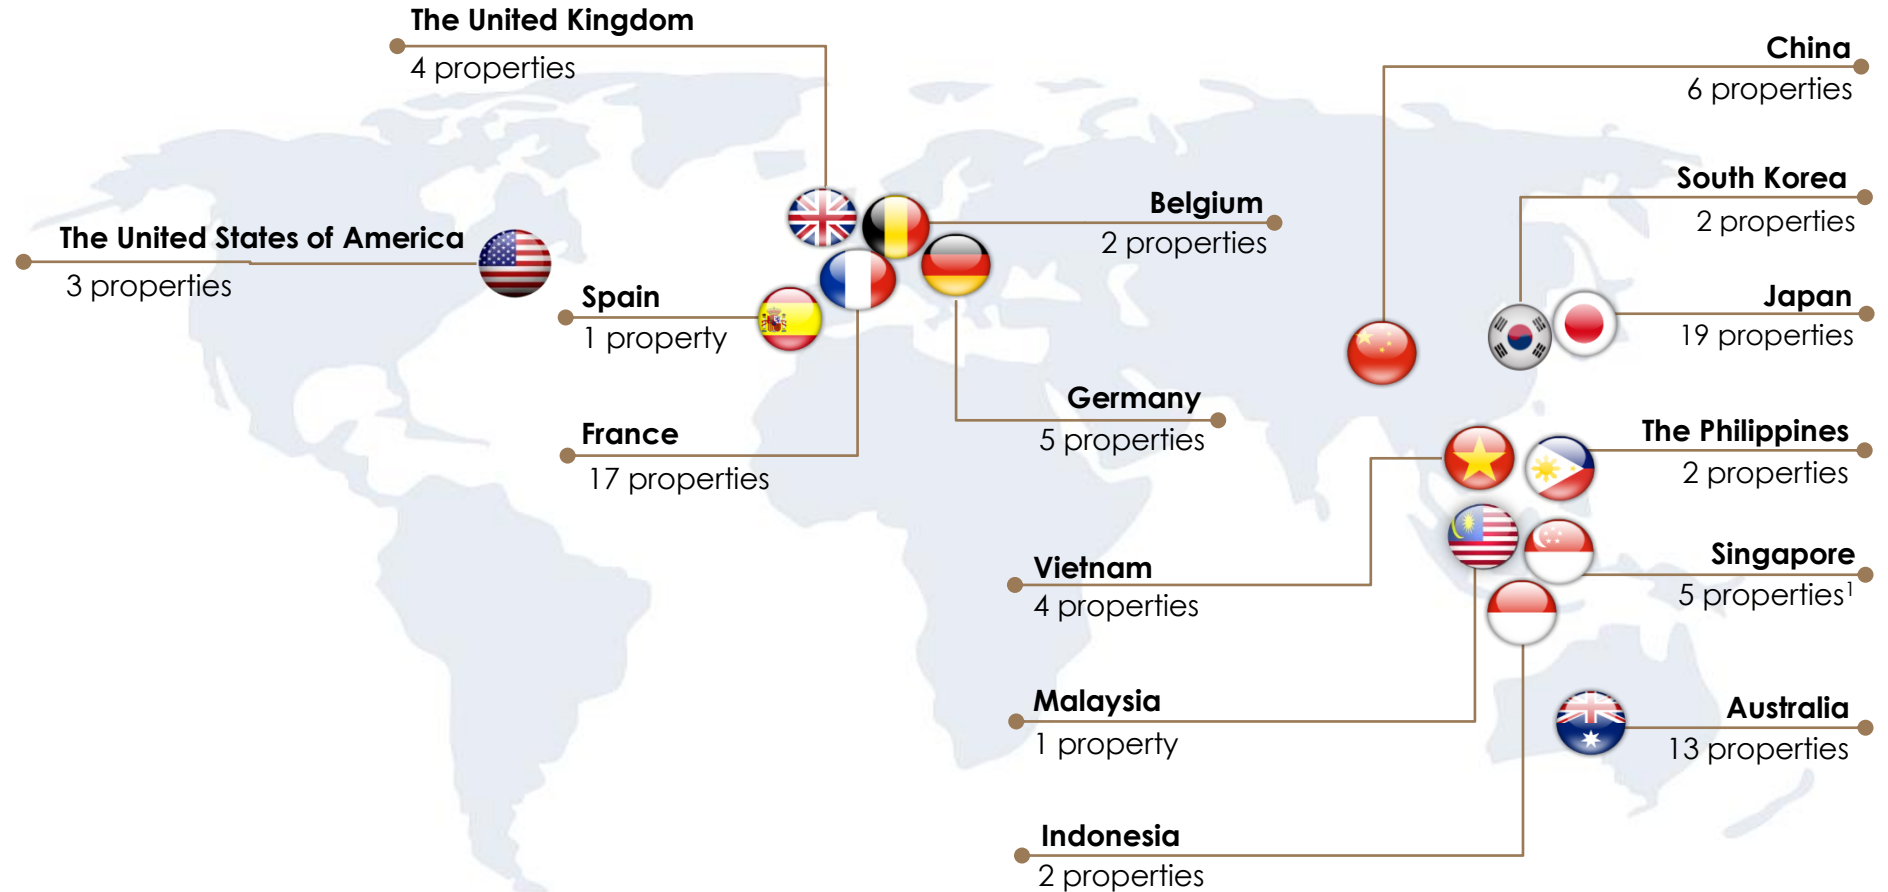 The United Kingdom
4 properties
China
6 properties
South Korea
2 properties
Belgium
2 properties
The United States of America
3 properties
Spain
1 property
Japan
19 properties
Germany
5 properties
France
17 properties
The Philippines
2 properties
Vietnam
4 properties
Singapore
5 properties¹
Malaysia
1 property
Australia
13 properties
Indonesia
2 properties